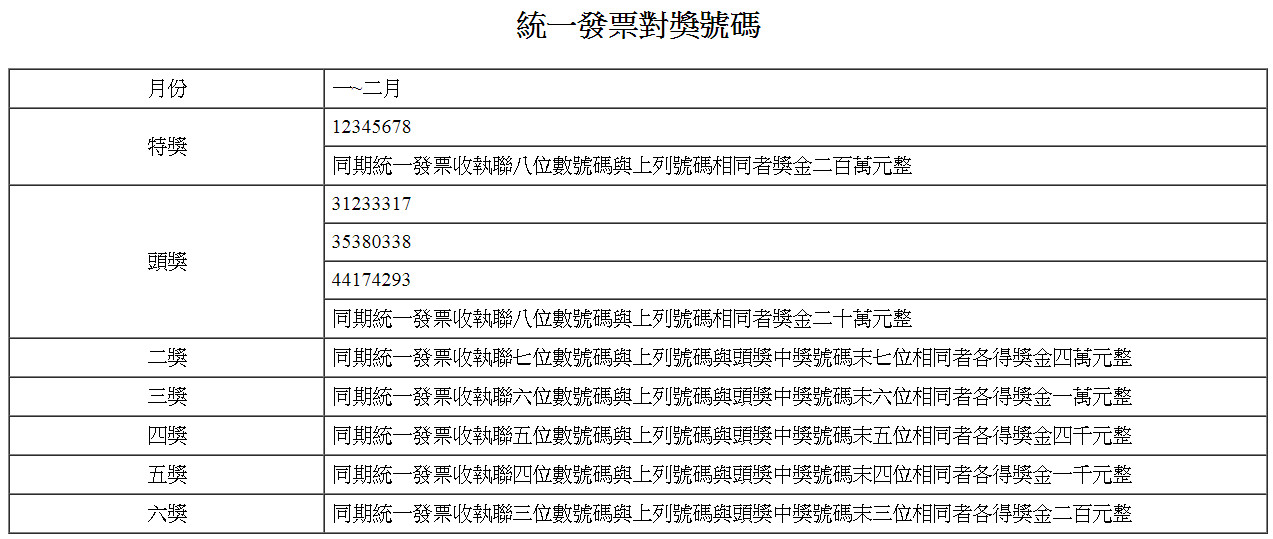 統一發票對獎號碼
月份
一~二月
特獎
12345678
同期統一發票收執聯八位數號碼與上列號碼相同者獎金二百萬元整
頭獎
31233317
35380338
44174293
同期統一發票收執聯八位數號碼與上列號碼相同者獎金二十萬元整
二獎
同期統一發票收執聯七位數號碼與上列號碼與頭獎中獎號碼末七位相同者各得獎金四萬元整
三獎
同期統一發票收執聯六位數號碼與上列號碼與頭獎中獎號碼末六位相同者各得獎金一萬元整
四獎
同期統一發票收執聯五位數號碼與上列號碼與頭獎中獎號碼末五位相同者各得獎金四千元整
五獎
同期統一發票收執聯四位數號碼與上列號碼與頭獎中獎號碼末四位相同者各得獎金一千元整
六獎
同期統一發票收執聯三位數號碼與上列號碼與頭獎中獎號碼末三位相同者各得獎金二百元整